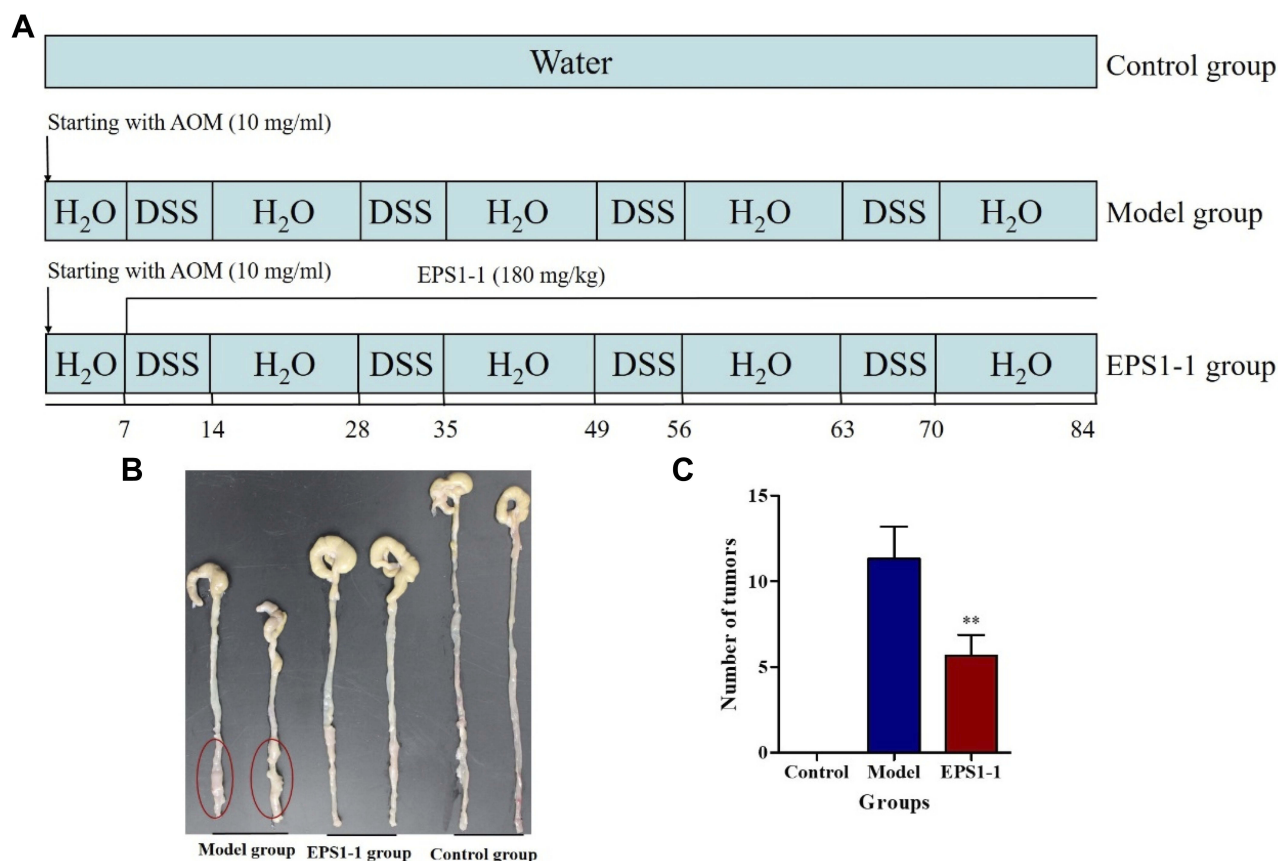 A
Water
Control group
Starting with AOM (10 mg/ml)
H₂O DSS H₂O DSS H₂O DSS H₂O DSS H₂O
Model group
Starting with AOM (10 mg/ml)
EPS1-1 (180 mg/kg)
H₂O DSS H₂O DSS H₂O DSS H₂O DSS H₂O
EPS1-1 group
7 14 28 35 49 56 63 70 84
B
Model group EPS1-1 group Control group
C
15
10
5
0
Number of tumors
**
Control Model EPS1-1
Groups